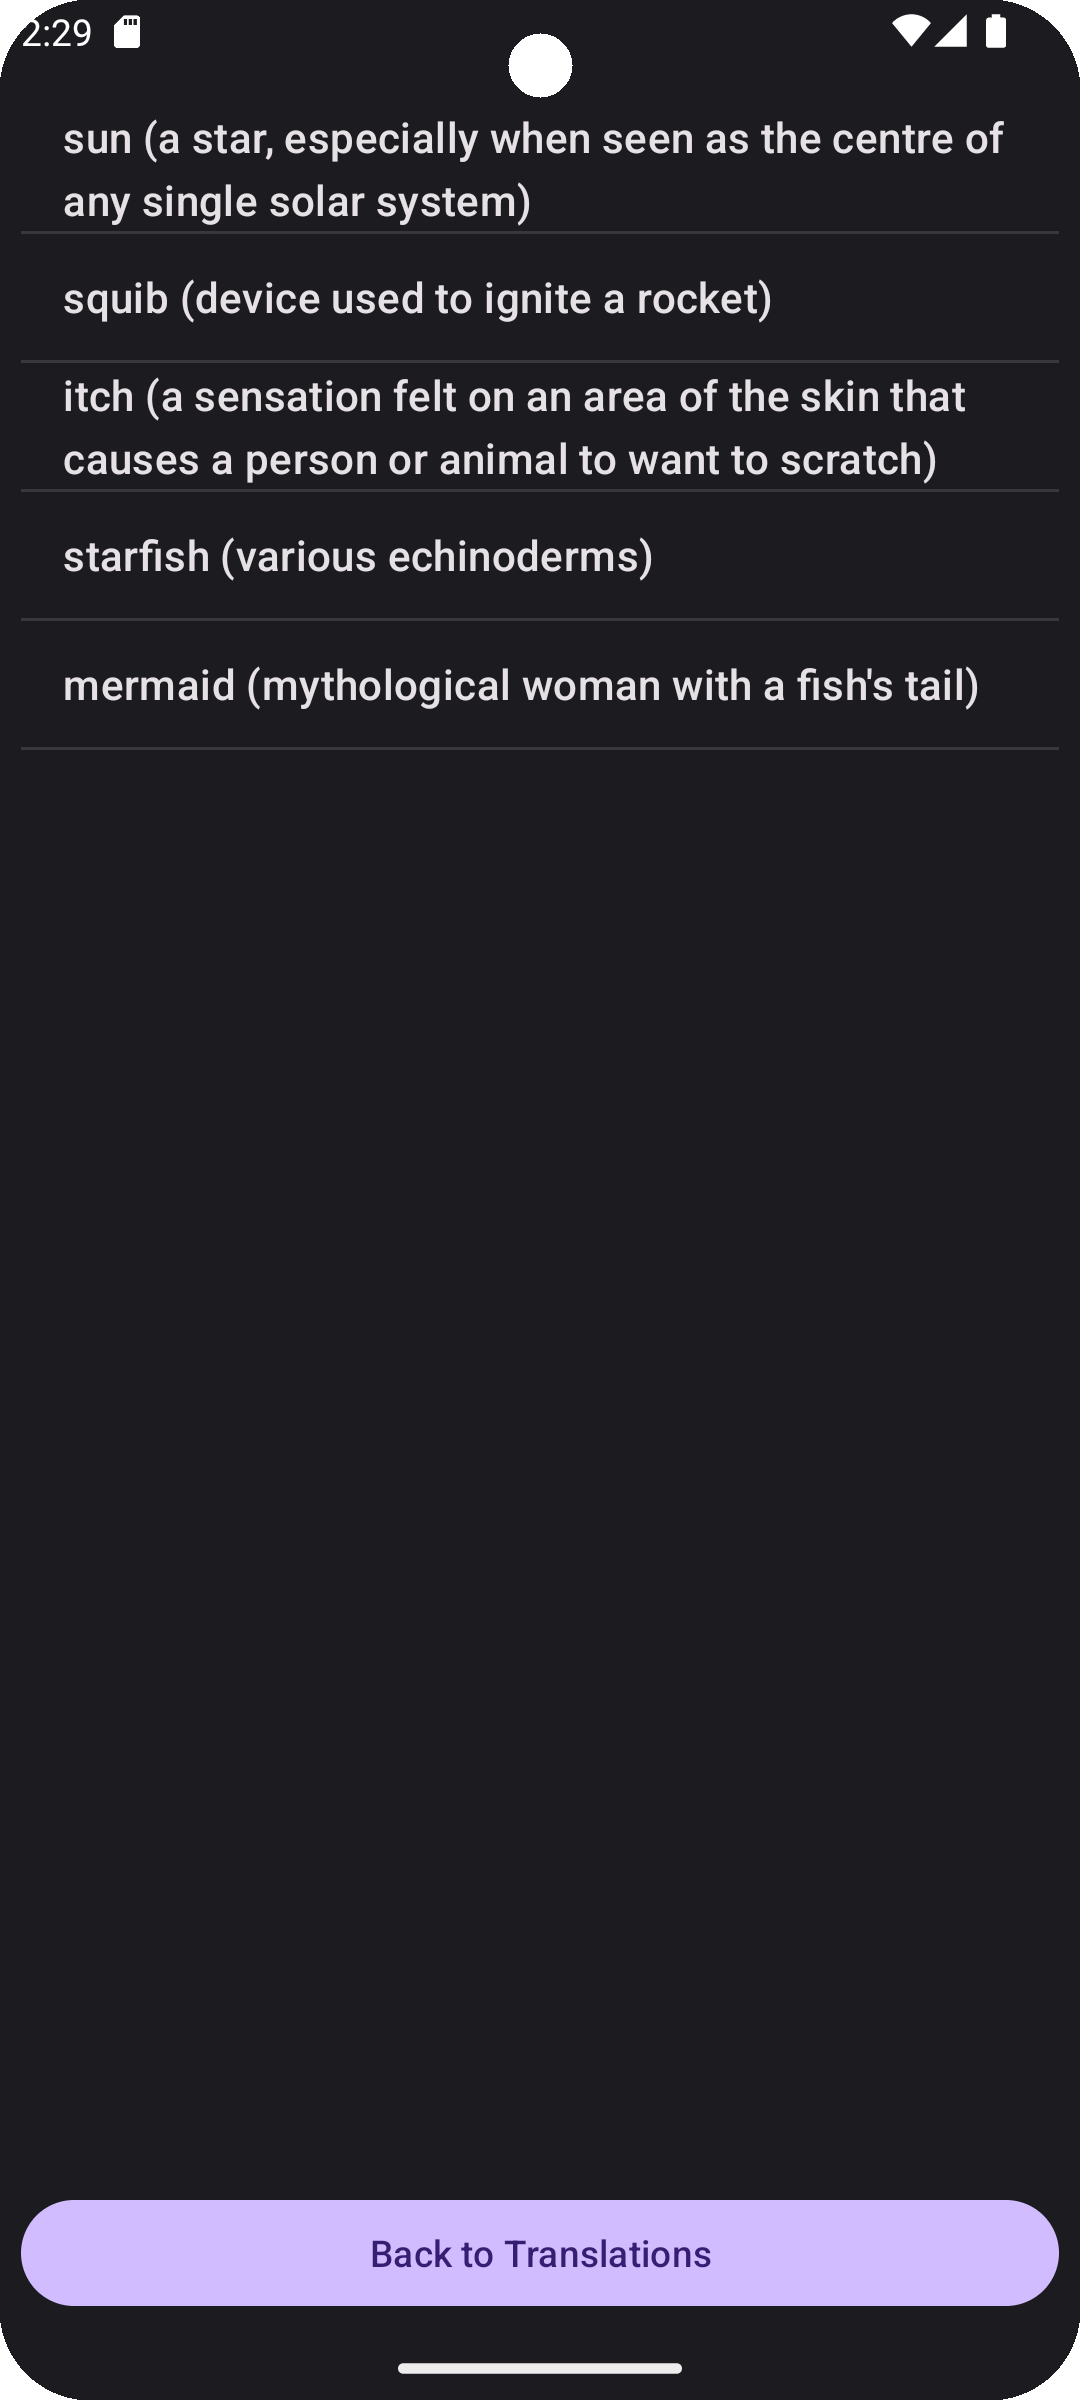 2:29
sun (a star, especially when seen as the centre of
any single solar system)
squib (device used to ignite a rocket)
itch (a sensation felt on an area of the skin that
causes a person or animal to want to scratch)
starfish (various echinoderms)
mermaid (mythological woman with a fish's tail)
Back to Translations